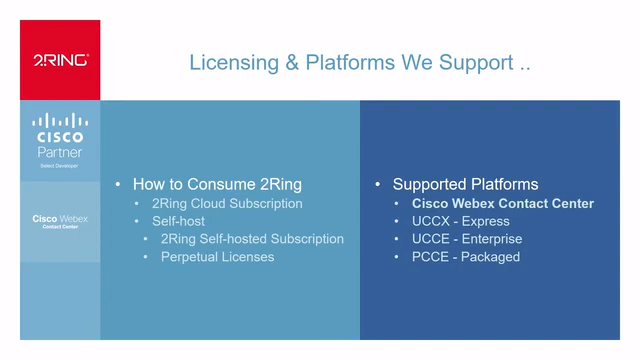 2RING®
Licensing & Platforms We Support ..
CISCO
Partner
Select Developer
Cisco Webex
Contact Center
• How to Consume 2Ring
• 2Ring Cloud Subscription
• Self-host
• 2Ring Self-hosted Subscription
• Perpetual Licenses
• Supported Platforms
• Cisco Webex Contact Center
• UCCX - Express
• UCCE - Enterprise
• PCCE - Packaged